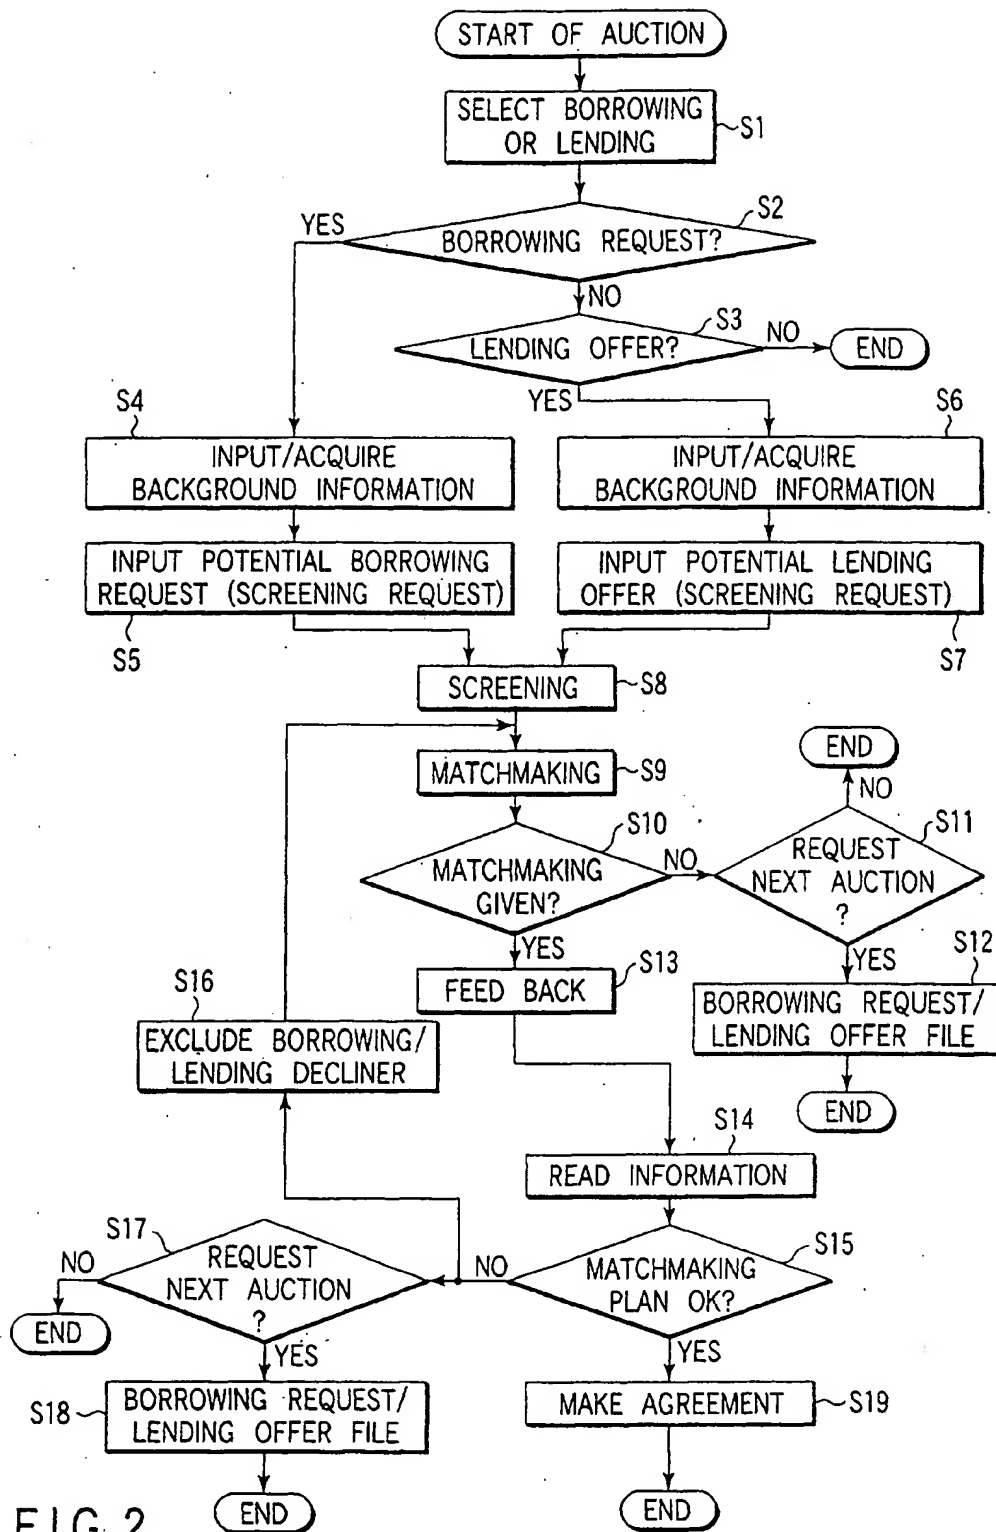 START OF AUCTION
SELECT BORROWING
OR LENDING
S1
S2
YES
BORROWING REQUEST?
NO
S3
LENDING OFFER?
NO
END
YES
S4
S6
INPUT/ACQUIRE
BACKGROUND INFORMATION
INPUT/ACQUIRE
BACKGROUND INFORMATION
INPUT POTENTIAL BORROWING
REQUEST (SCREENING REQUEST)
INPUT POTENTIAL LENDING
OFFER (SCREENING REQUEST)
S5
S7
SCREENING
S8
END
MATCHMAKING
S9
NO
S10
S11
MATCHMAKING
GIVEN?
NO
REQUEST
NEXT AUCTION
?
YES
YES
S12
S13
S16
FEED BACK
BORROWING REQUEST/
LENDING OFFER FILE
EXCLUDE BORROWING/
LENDING DECLINER
END
S14
READ INFORMATION
S17
S15
NO
REQUEST
NEXT AUCTION
?
NO
MATCHMAKING
PLAN OK?
END
YES
YES
S18
BORROWING REQUEST/
LENDING OFFER FILE
MAKE AGREEMENT
S19
END
END
FIG.2